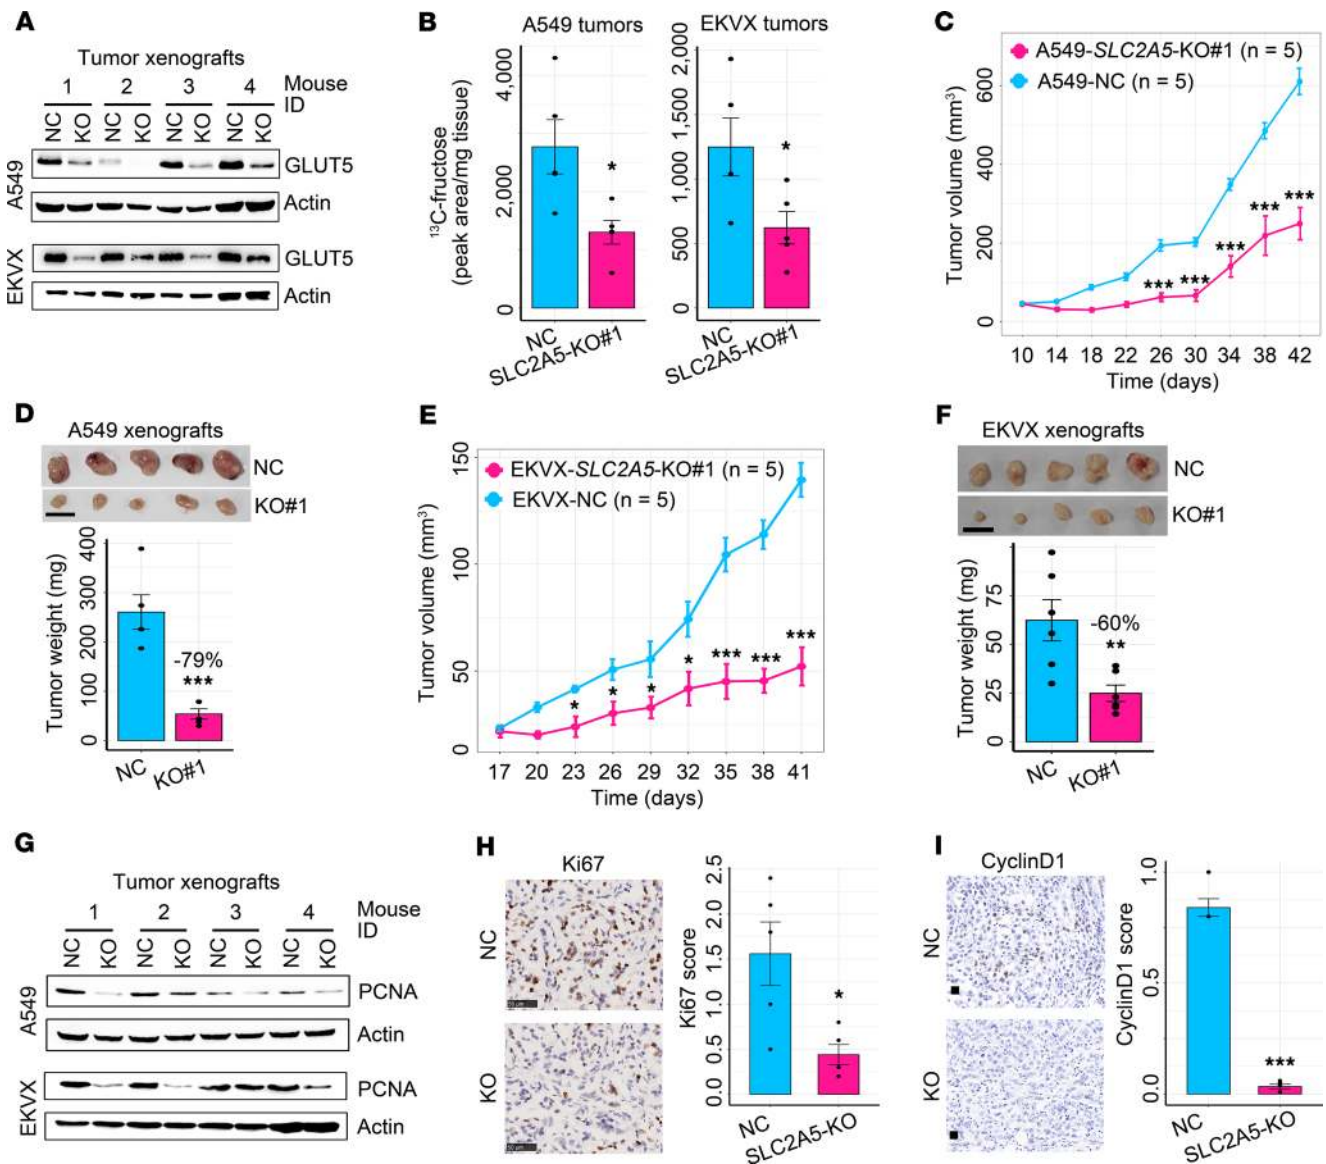 A
Tumor xenografts
1 2 3 4 Mouse ID
NC KO NC KO NC KO NC KO
A549
GLUT5
Actin
EKVX
GLUT5
Actin
B
A549 tumors
EKVX tumors
¹³C-fructose
(peak area/mg tissue)
4,000
2,000
0
*
NC
SLC2A5-KO#1
2,000
1,500
1,000
500
0
*
NC
SLC2A5-KO#1
C
A549-SLC2A5-KO#1 (n = 5)
A549-NC (n = 5)
Tumor volume (mm³)
600
400
200
0
*** *** *** *** ***
10 14 18 22 26 30 34 38 42
Time (days)
D
A549 xenografts
NC
KO#1
Tumor weight (mg)
400
300
200
100
0
-79%
***
NC
KO#1
E
EKVX-SLC2A5-KO#1 (n = 5)
EKVX-NC (n = 5)
Tumor volume (mm³)
150
100
50
0
* * * * *** *** ***
17 20 23 26 29 32 35 38 41
Time (days)
F
EKVX xenografts
NC
KO#1
Tumor weight (mg)
75
50
25
0
-60%
**
NC
KO#1
G
Tumor xenografts
1 2 3 4 Mouse ID
NC KO NC KO NC KO NC KO
A549
PCNA
Actin
EKVX
PCNA
Actin
H
Ki67
NC
KO
Ki67 score
2.5
2.0
1.5
1.0
0.5
0.0
*
NC
SLC2A5-KO
I
CyclinD1
NC
KO
CyclinD1 score
1.0
0.5
0.0
***
NC
SLC2A5-KO